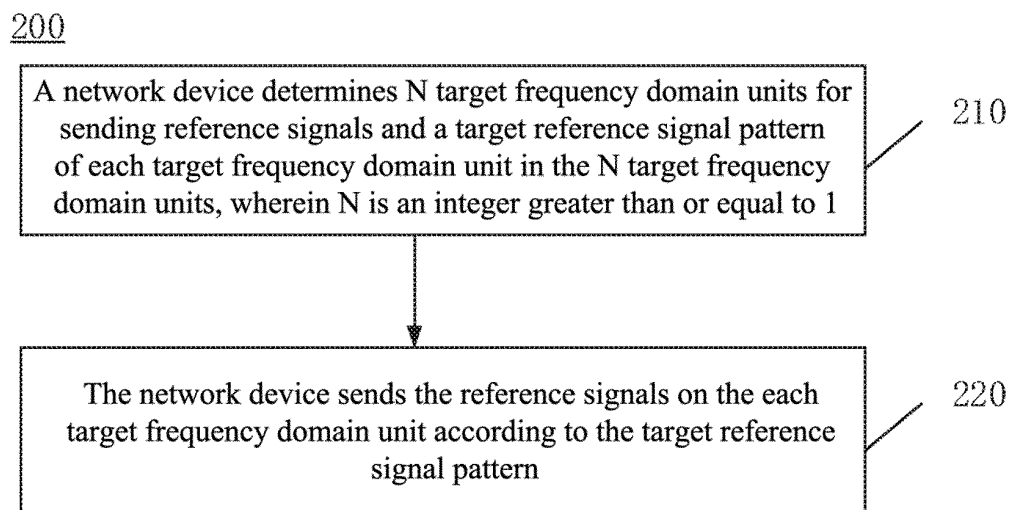 200
A network device determines N target frequency domain units for
sending reference signals and a target reference signal pattern
of each target frequency domain unit in the N target frequency
domain units, wherein N is an integer greater than or equal to 1
210
The network device sends the reference signals on the each
target frequency domain unit according to the target reference
signal pattern
220